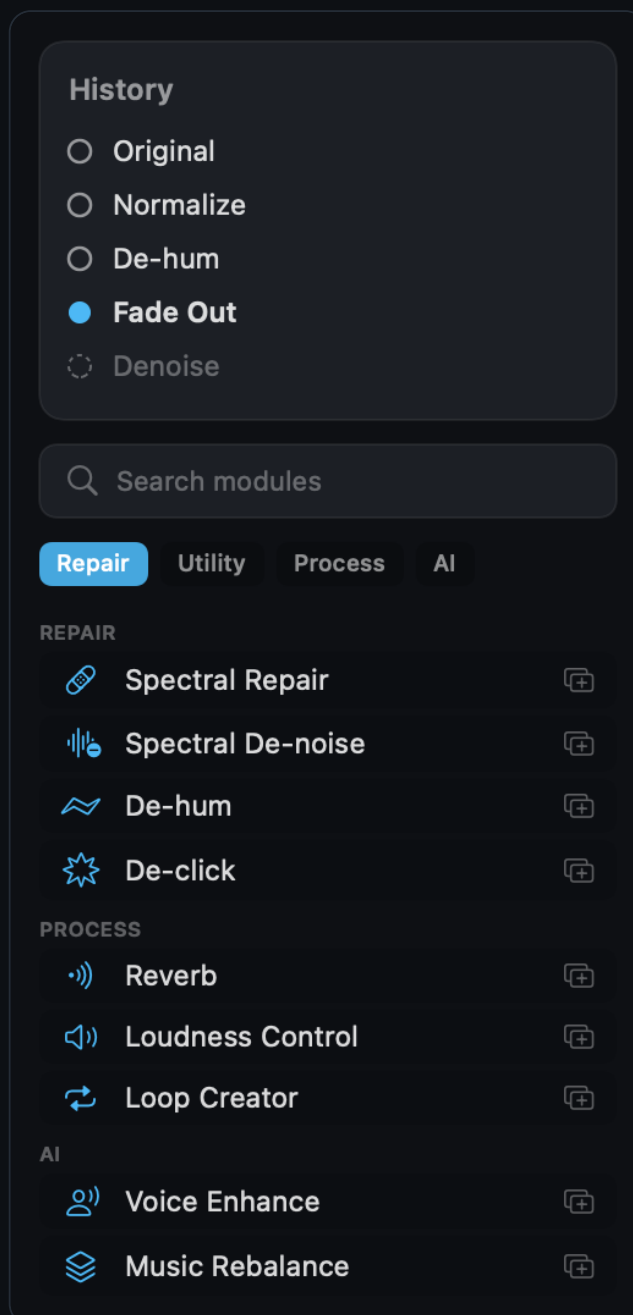 History
Original
Normalize
De-hum
Fade Out
Denoise
Search modules
Repair Utility Process AI
REPAIR
Spectral Repair
Spectral De-noise
De-hum
De-click
PROCESS
Reverb
Loudness Control
Loop Creator
AI
Voice Enhance
Music Rebalance